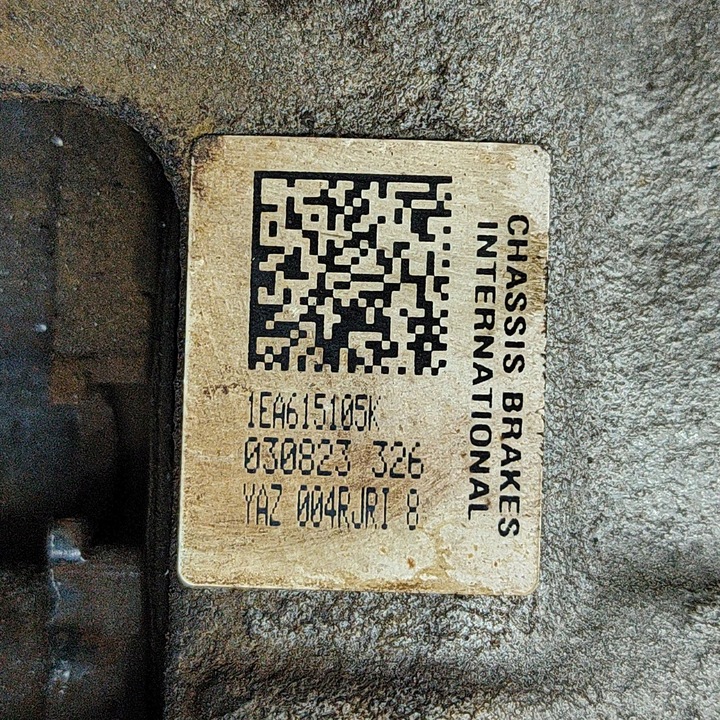 1EA615105K
030823 326
YAZ 004RJRI 8
CHASSIS BRAKES
INTERNATIONAL